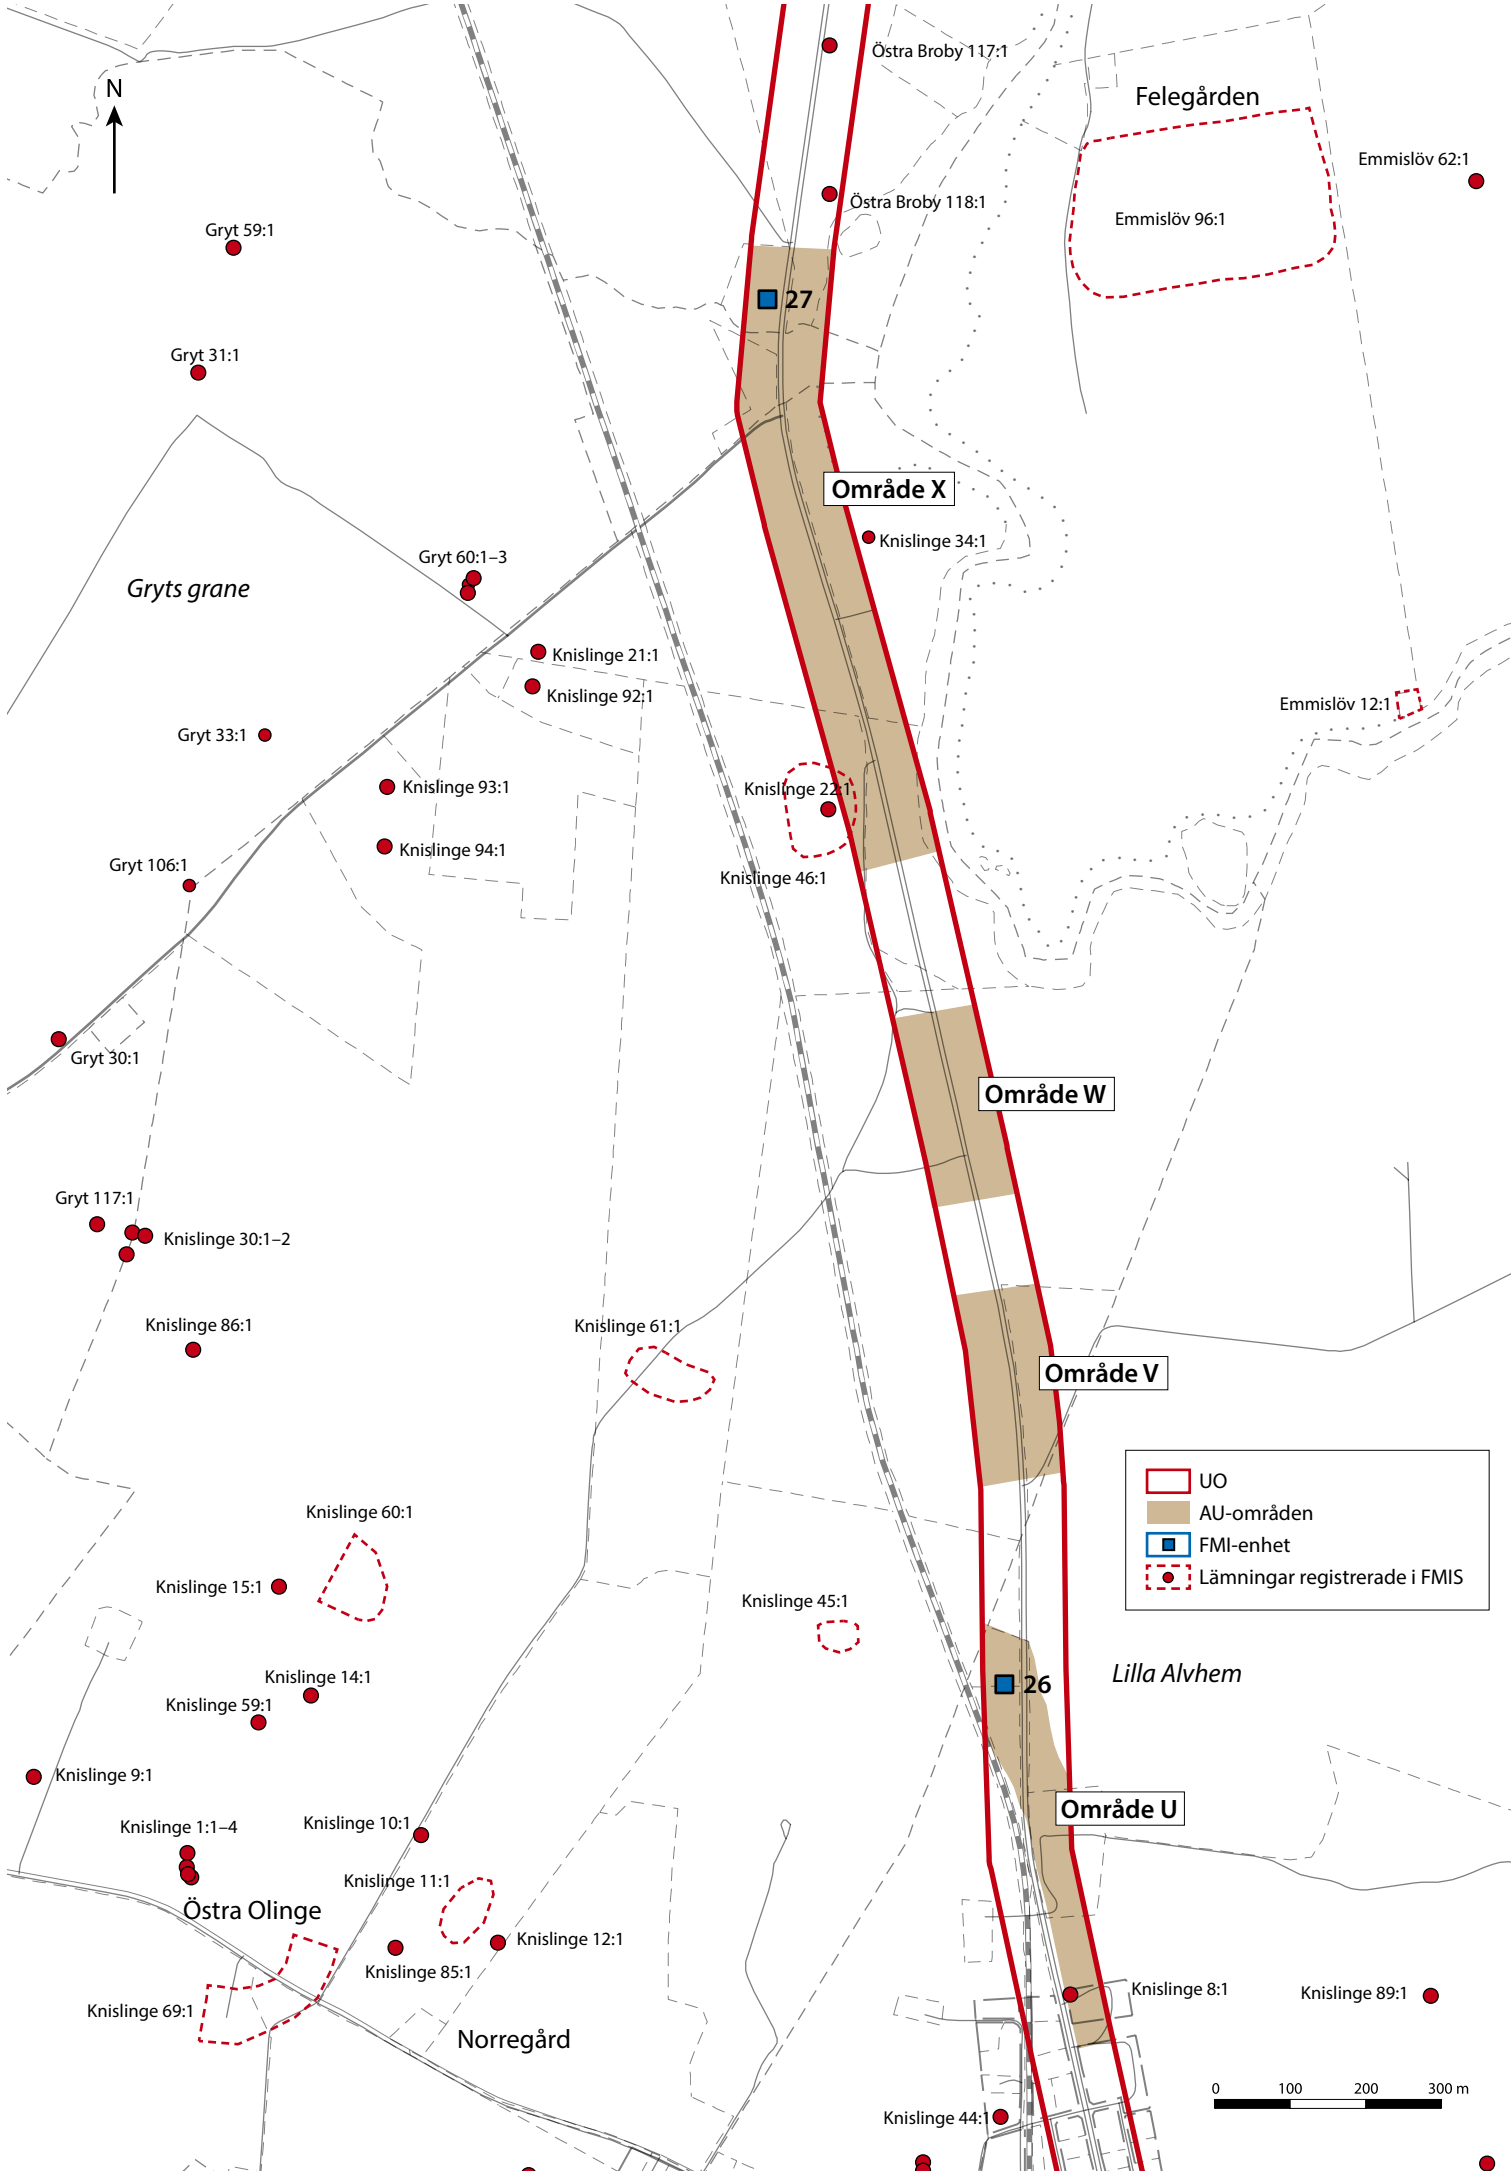 Östra Broby 117:1
N
Felegården
Emmislöv 62:1
Östra Broby 118:1
Emmislöv 96:1
Gryt 59:1
27
Gryt 31:1
Område X
Knislinge 34:1
Gryt 60:1–3
Gryts grane
Knislinge 21:1
Knislinge 92:1
Emmislöv 12:1
Gryt 33:1
Knislinge 93:1
Knislinge 22:1
Knislinge 94:1
Gryt 106:1
Knislinge 46:1
Gryt 30:1
Område W
Gryt 117:1
Knislinge 30:1–2
Knislinge 86:1
Knislinge 61:1
Område V
UO
AU-områden
FMI-enhet
Lämningar registrerade i FMIS
Knislinge 60:1
Knislinge 15:1
Knislinge 45:1
Knislinge 14:1
Lilla Alvhem
26
Knislinge 59:1
Knislinge 9:1
Område U
Knislinge 1:1–4
Knislinge 10:1
Knislinge 11:1
Östra Olinge
Knislinge 12:1
Knislinge 85:1
Knislinge 8:1
Knislinge 89:1
Knislinge 69:1
Norregård
0 100 200 300 m
Knislinge 44:1